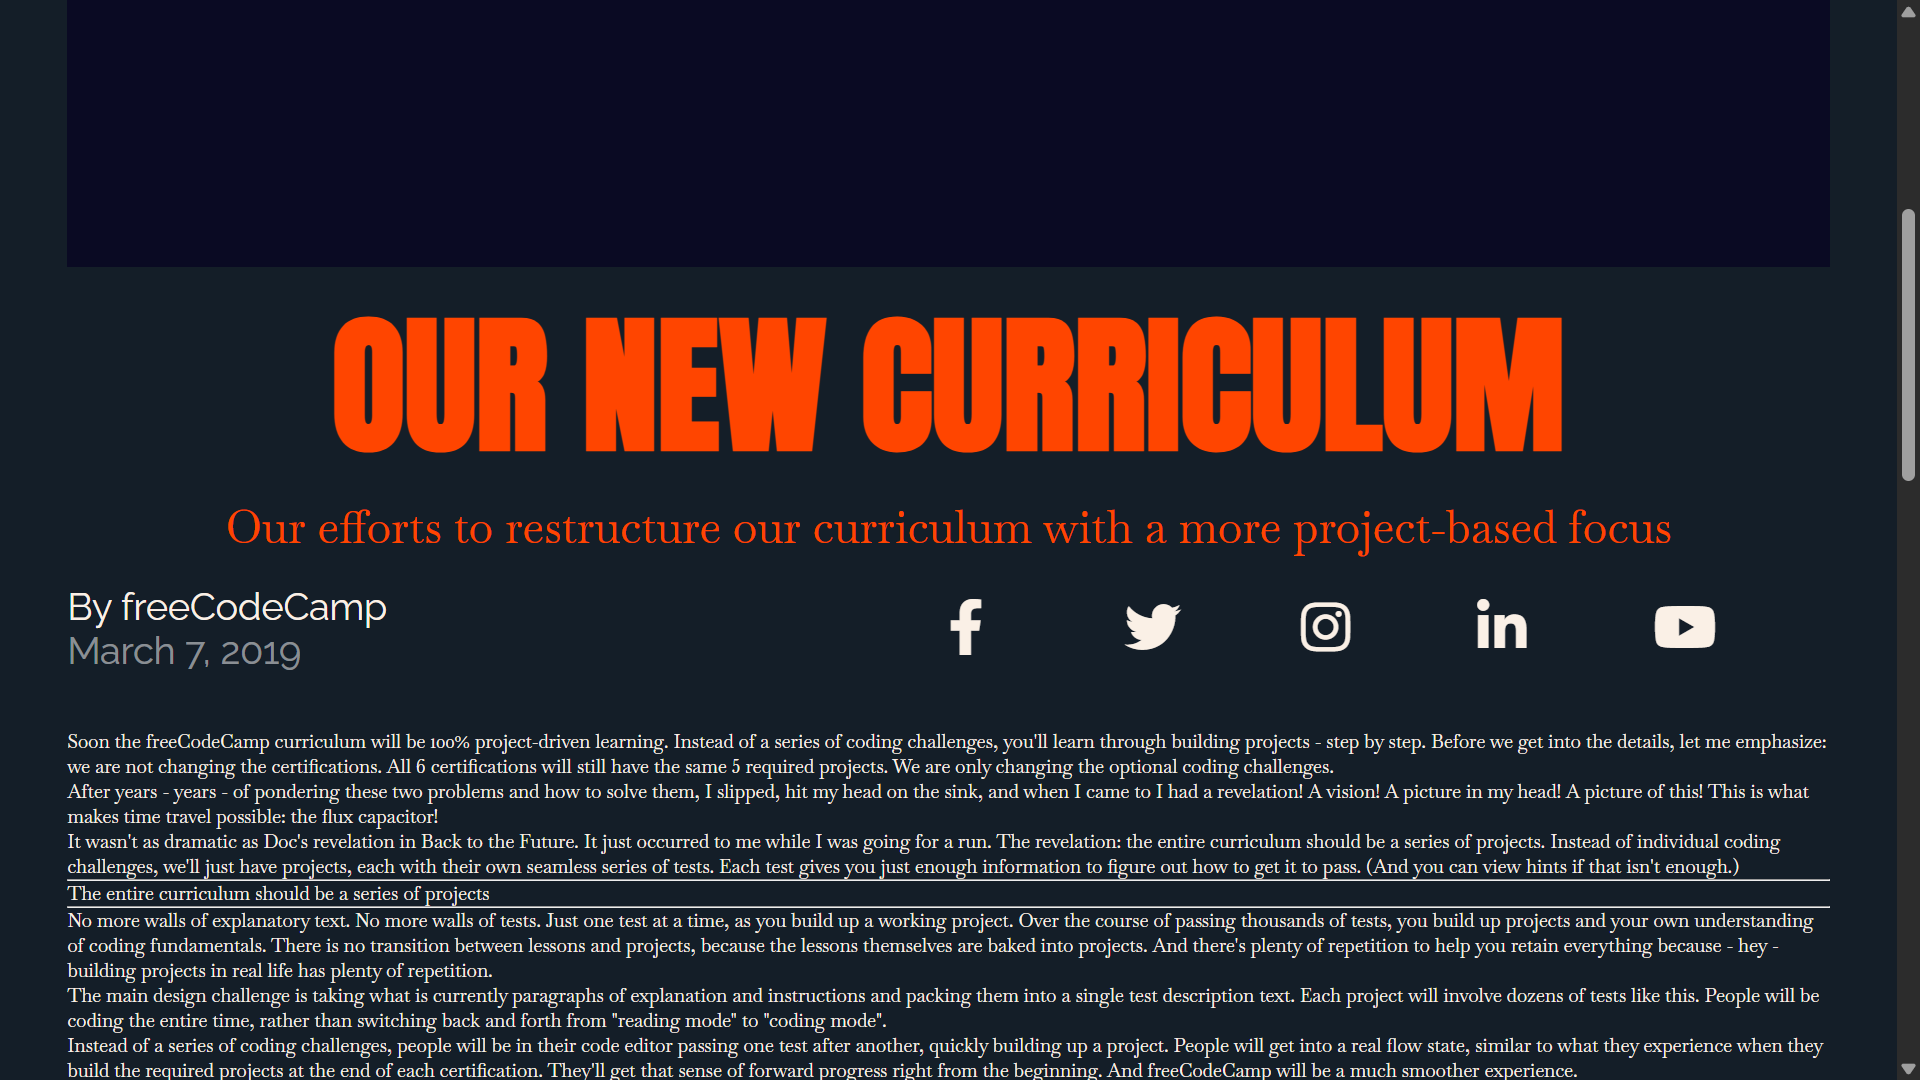 OUR NEW CURRICULUM
Our efforts to restructure our curriculum with a more project-based focus
By freeCodeCamp
March 7, 2019
Soon the freeCodeCamp curriculum will be 100% project-driven learning. Instead of a series of coding challenges, you'll learn through building projects - step by step. Before we get into the details, let me emphasize:
we are not changing the certifications. All 6 certifications will still have the same 5 required projects. We are only changing the optional coding challenges.
After years - years - of pondering these two problems and how to solve them, I slipped, hit my head on the sink, and when I came to I had a revelation! A vision! A picture in my head! A picture of this! This is what
makes time travel possible: the flux capacitor!
It wasn't as dramatic as Doc's revelation in Back to the Future. It just occurred to me while I was going for a run. The revelation: the entire curriculum should be a series of projects. Instead of individual coding
challenges, we'll just have projects, each with their own seamless series of tests. Each test gives you just enough information to figure out how to get it to pass. (And you can view hints if that isn't enough.)
The entire curriculum should be a series of projects
No more walls of explanatory text. No more walls of tests. Just one test at a time, as you build up a working project. Over the course of passing thousands of tests, you build up projects and your own understanding
of coding fundamentals. There is no transition between lessons and projects, because the lessons themselves are baked into projects. And there's plenty of repetition to help you retain everything because - hey -
building projects in real life has plenty of repetition.
The main design challenge is taking what is currently paragraphs of explanation and instructions and packing them into a single test description text. Each project will involve dozens of tests like this. People will be
coding the entire time, rather than switching back and forth from "reading mode" to "coding mode".
Instead of a series of coding challenges, people will be in their code editor passing one test after another, quickly building up a project. People will get into a real flow state, similar to what they experience when they
build the required projects at the end of each certification. They'll get that sense of forward progress right from the beginning. And freeCodeCamp will be a much smoother experience.